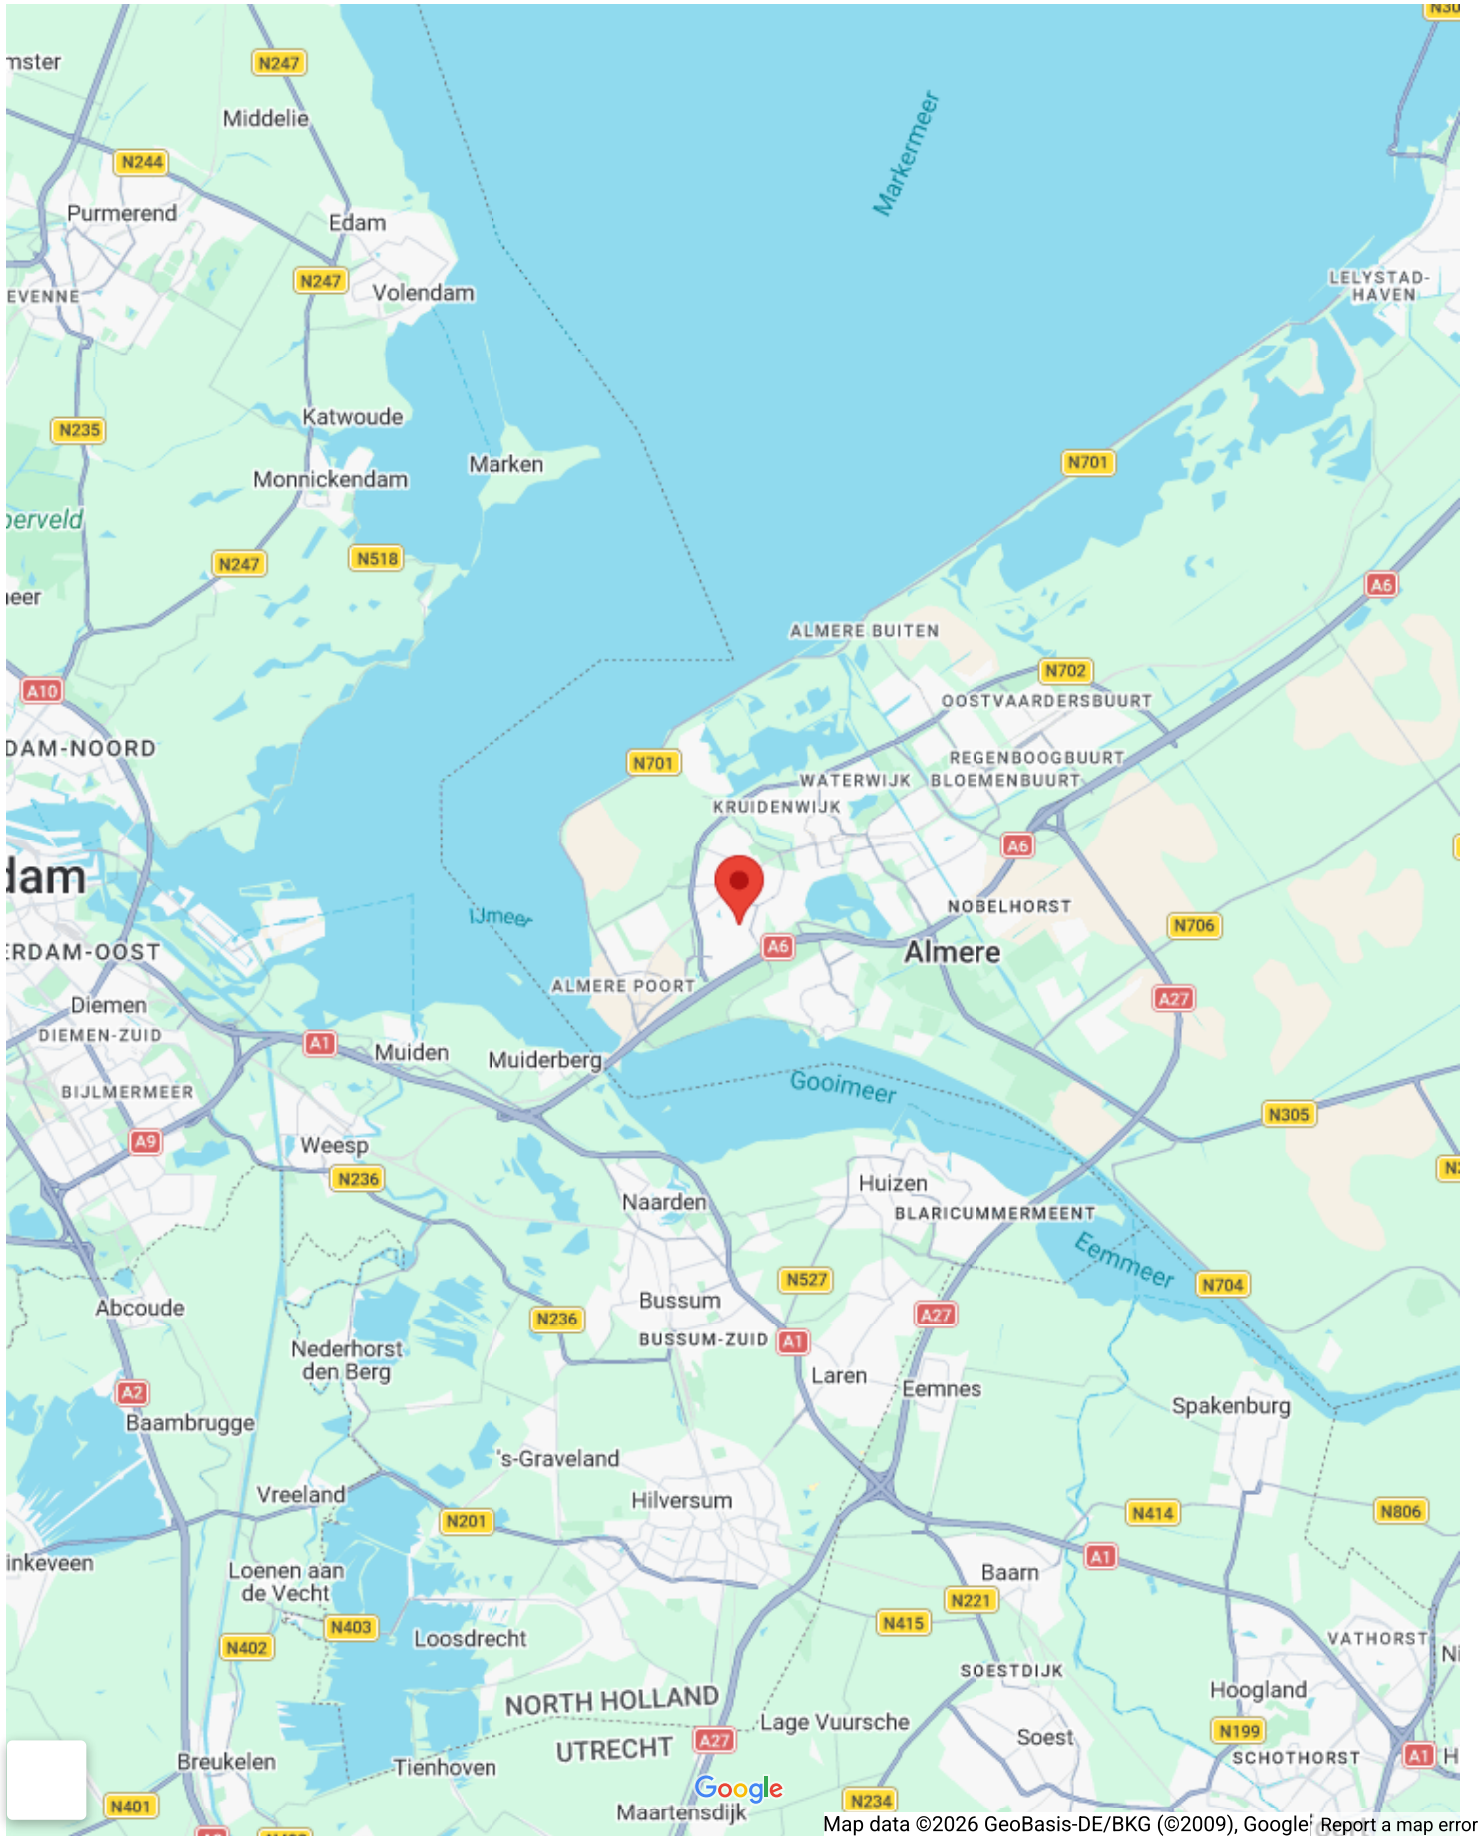 N30
mster
N247
Middelie
Markermeer
N244
Purmerend
Edam
N247
LELYSTAD-
HAVEN
EVENNE
Volendam
Katwoude
N235
Marken
N701
Monnickendam
perveld
N247
N518
A6
ALMERE BUITEN
N702
A10
OOSTVAARDERSBUURT
DAM-NOORD
N701
REGENBOOGBUURT
WATERWIJK
BLOEMENBUURT
KRUIDENWIJK
A6
dam
NOBELHORST
IJmeer
N706
A6
Almere
ERDAM-OOST
ALMERE POORT
A27
Diemen
DIEMEN-ZUID
A1
Muiden
Muiderberg
Gooimeer
BIJLMERMEER
N305
A9
Weesp
N236
Huizen
Naarden
BLARICUMMERMEENT
Eemmeer
N527
N704
Abcoude
Bussum
A27
N236
BUSSUM-ZUID
A1
Nederhorst
den Berg
Laren
A2
Eemnes
Spakenburg
Baambrugge
's-Graveland
Vreeland
Hilversum
N201
N414
N806
inkeveen
A1
Loenen aan
de Vecht
Baarn
N221
N403
N415
N402
Loosdrecht
VATHORST
Ni
SOESTDIJK
Hoogland
NORTH HOLLAND
Lage Vuursche
A27
N199
Soest
UTRECHT
SCHOTHORST
A1
H
Breukelen
Tienhoven
Google
N401
N234
Maartensdijk
Map data ©2026 GeoBasis-DE/BKG (©2009), Google
Report a map error